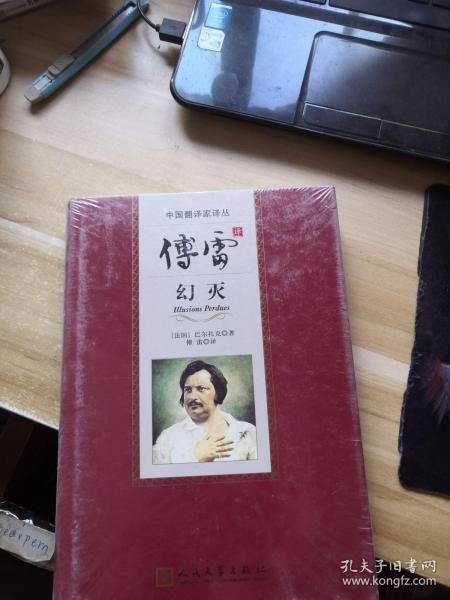 中国翻译家译丛
傅雷 译
幻灭
Illusions Perdues
［法国］巴尔扎克 著
傅雷 译
人民文学出版社
孔夫子旧书网
www.kongfz.com